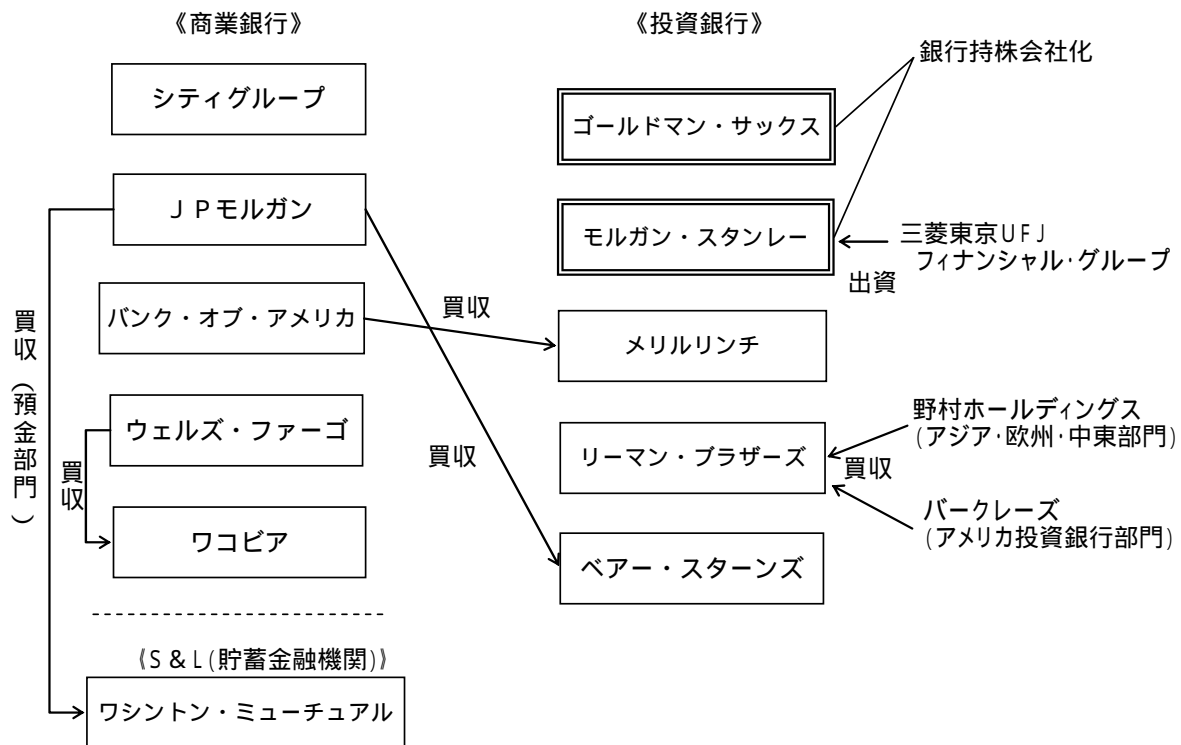 《商業銀行》
《投資銀行》
銀行持株会社化
シティグループ
ゴールドマン・サックス
ＪＰモルガン
モルガン・スタンレー
三菱東京UFJ
フィナンシャル・グループ
出資
バンク・オブ・アメリカ
買収
メリルリンチ
買収（預金部門）
ウェルズ・ファーゴ
買収
買収
リーマン・ブラザーズ
野村ホールディングス
(アジア・欧州・中東部門)
買収
バークレーズ
(アメリカ投資銀行部門)
ワコビア
ベアー・スターンズ
《S＆L(貯蓄金融機関)》
ワシントン・ミューチュアル